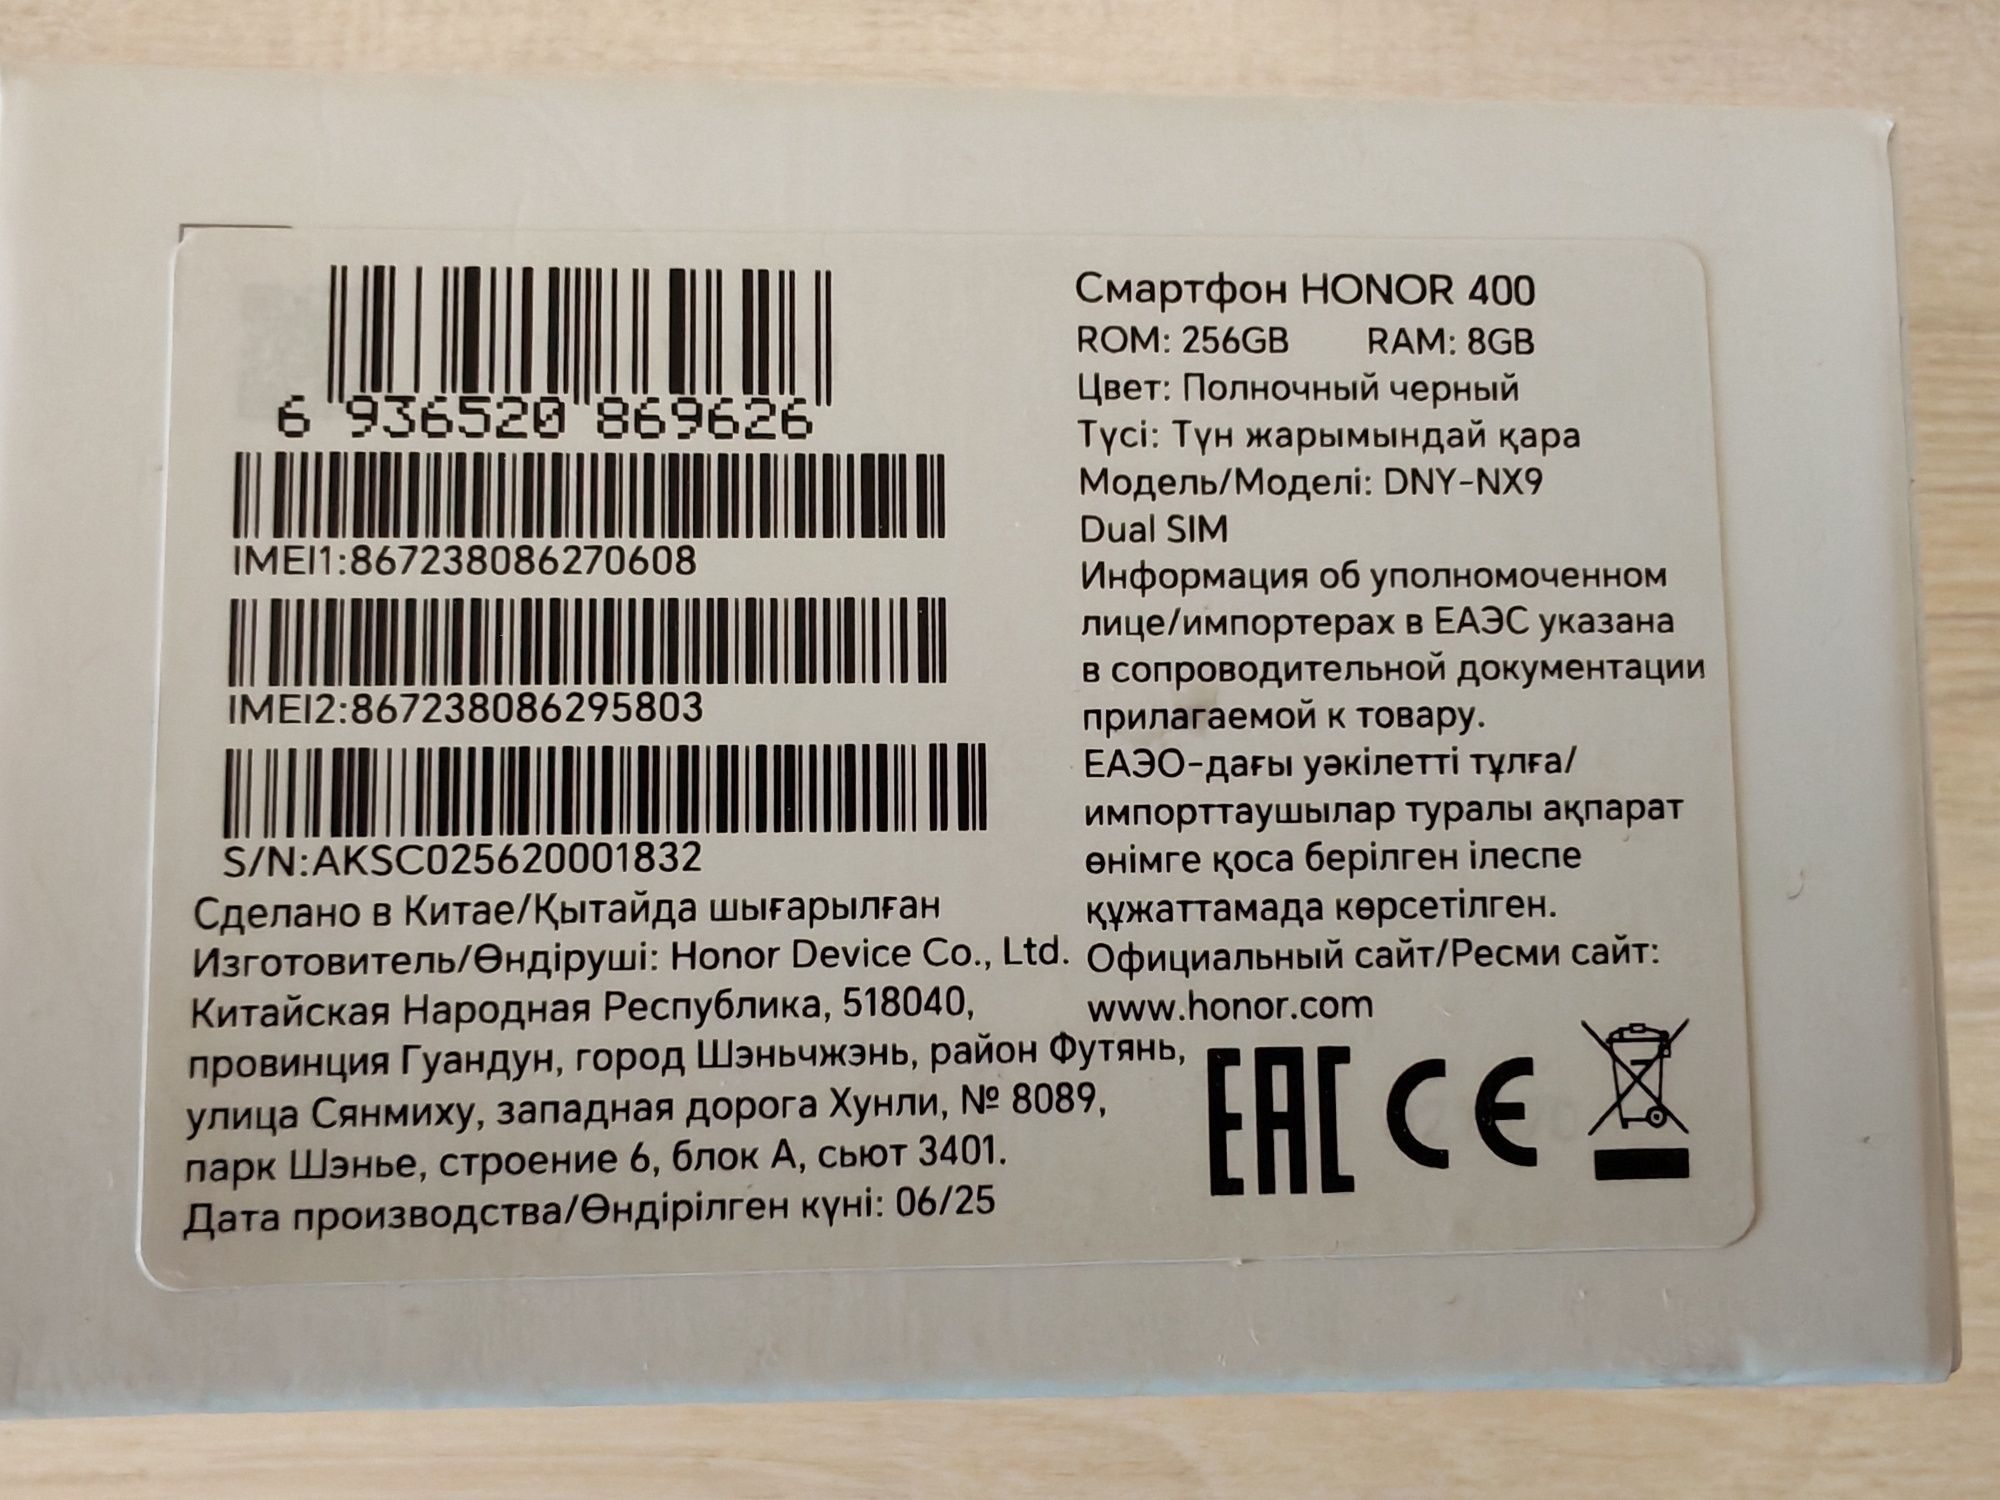 6 936520 869626
IMEI1:867238086270608
IMEI2:867238086295803
S/N:AKSC025620001832
Сделано в Китае/Қытайда шығарылған
Изготовитель/Өндіруші: Honor Device Co., Ltd.
Китайская Народная Республика, 518040,
провинция Гуандун, город Шэньчжэнь, район Футянь,
улица Сянмиху, западная дорога Хунли, № 8089,
парк Шэнье, строение 6, блок А, сьют 3401.
Дата производства/Өндірілген күні: 06/25
Смартфон HONOR 400
ROM: 256GB RAM: 8GB
Цвет: Полночный черный
Түсі: Түн жарымындай қара
Модель/Моделі: DNY-NX9
Dual SIM
Информация об уполномоченном
лице/импортерах в ЕАЭС указана
в сопроводительной документации
прилагаемой к товару.
ЕАЭО-дағы уәкілетті тұлға/
импорттаушылар туралы ақпарат
өнімге қоса берілген ілеспе
құжаттамада көрсетілген.
Официальный сайт/Ресми сайт:
www.honor.com
EAC CE